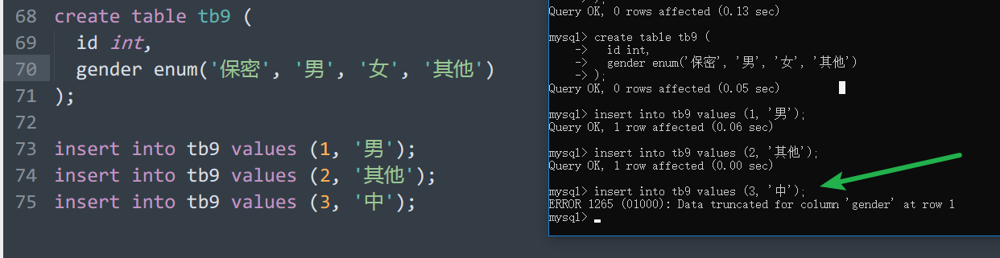 68 create table tb9 (
69 id int,
70 gender enum('保密', '男', '女', '其他')
71 );
72
73 insert into tb9 values (1, '男');
74 insert into tb9 values (2, '其他');
75 insert into tb9 values (3, '中');
Query OK, 0 rows affected (0.13 sec)
mysql> create table tb9 (
-> id int,
-> gender enum('保密', '男', '女', '其他')
-> );
Query OK, 0 rows affected (0.05 sec)
mysql> insert into tb9 values (1, '男');
Query OK, 1 row affected (0.06 sec)
mysql> insert into tb9 values (2, '其他');
Query OK, 1 row affected (0.00 sec)
mysql> insert into tb9 values (3, '中');
ERROR 1265 (01000): Data truncated for column 'gender' at row 1
mysql>